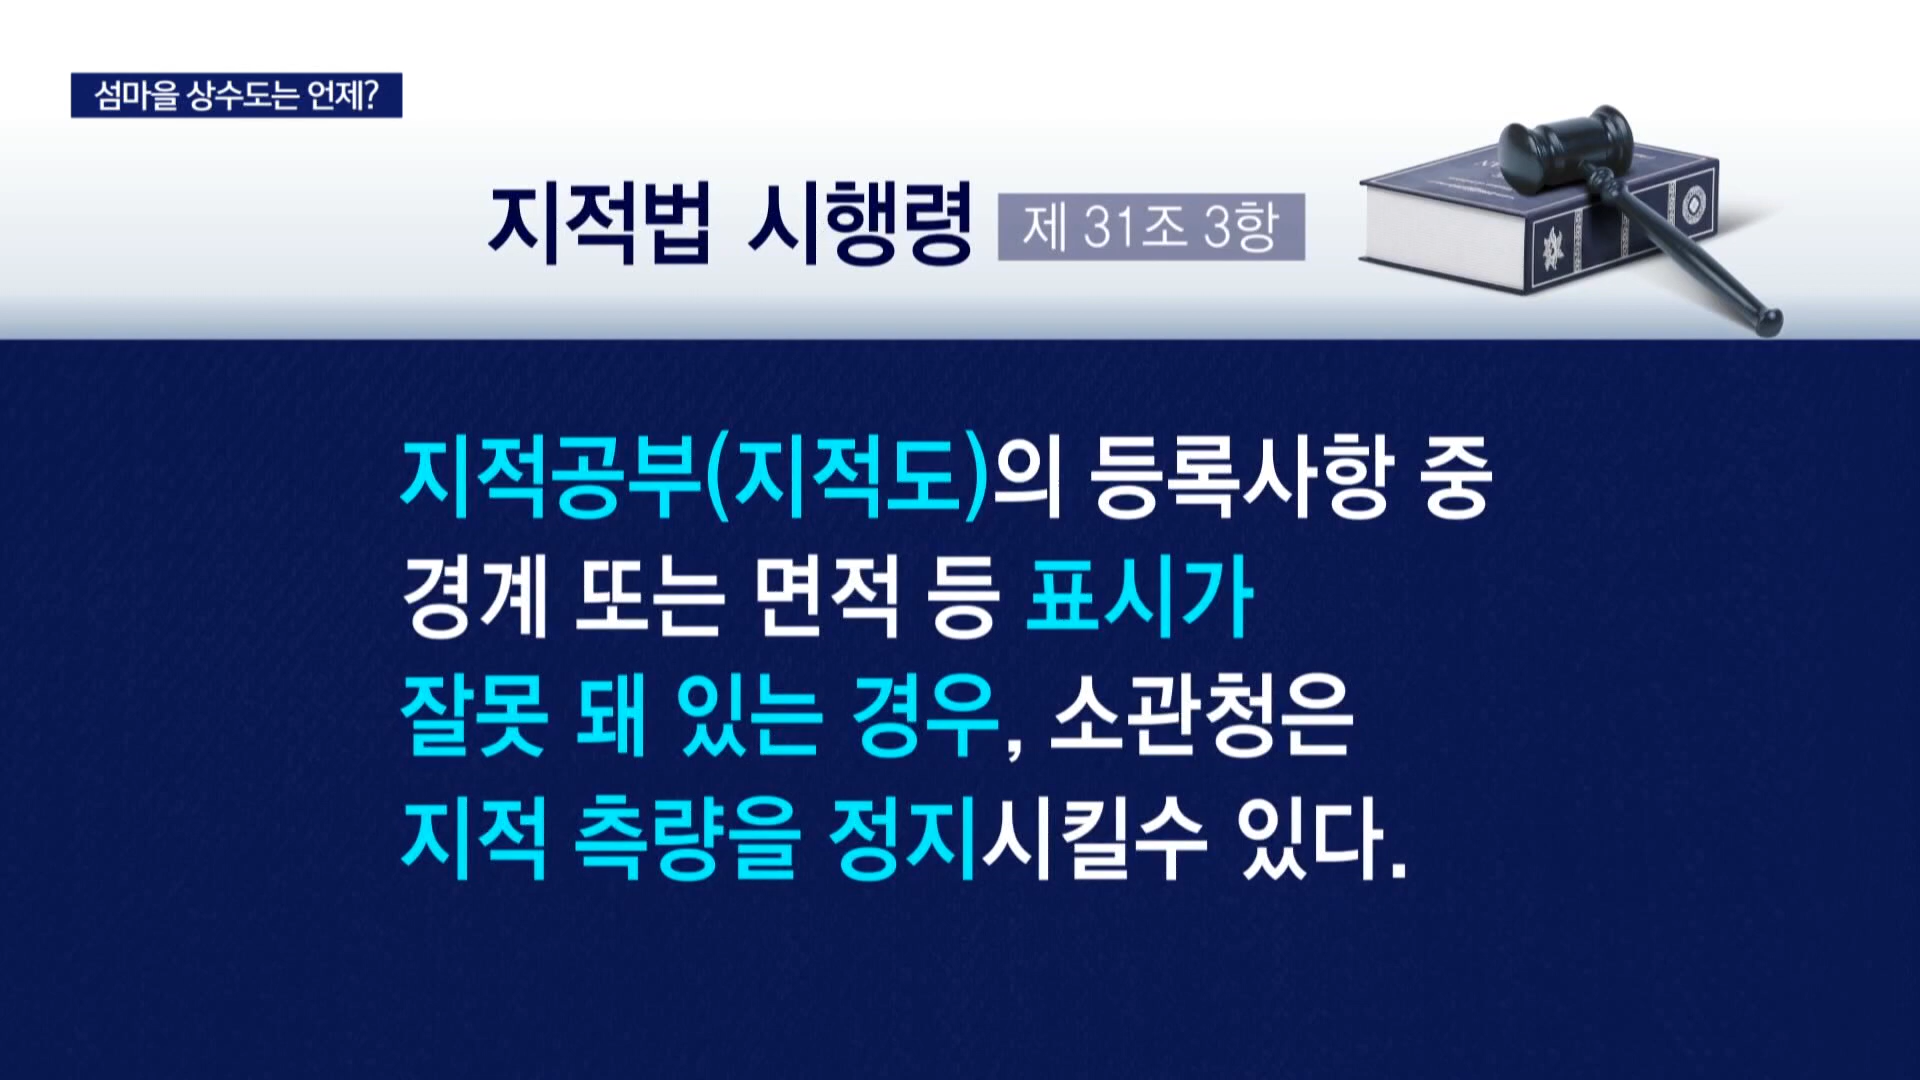 섬마을 상수도는 언제?
지적법 시행령 제 31조 3항
지적공부(지적도)의 등록사항 중
경계 또는 면적 등 표시가
잘못 돼 있는 경우, 소관청은
지적 측량을 정지시킬수 있다.